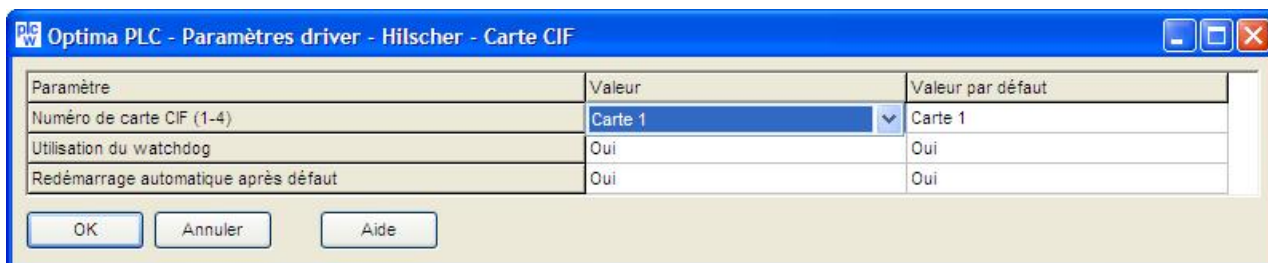 plc W Optima PLC - Paramètres driver - Hilscher - Carte CIF
Paramètre Valeur Valeur par défaut
Numéro de carte CIF (1-4) Carte 1 Carte 1
Utilisation du watchdog Oui Oui
Redémarrage automatique après défaut Oui Oui
OK Annuler Aide